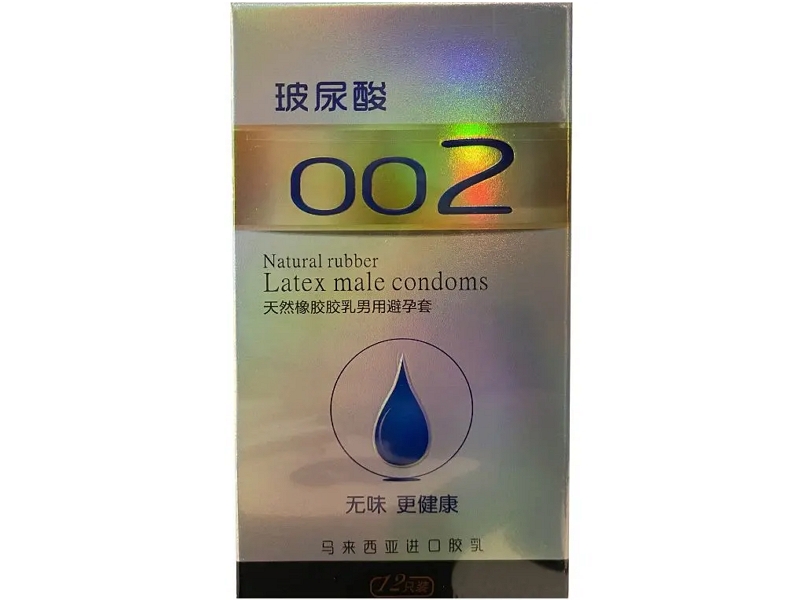 玻尿酸
002
Natural rubber
Latex male condoms
天然橡胶胶乳男用避孕套
无味 更健康
马来西亚进口胶乳
12只装